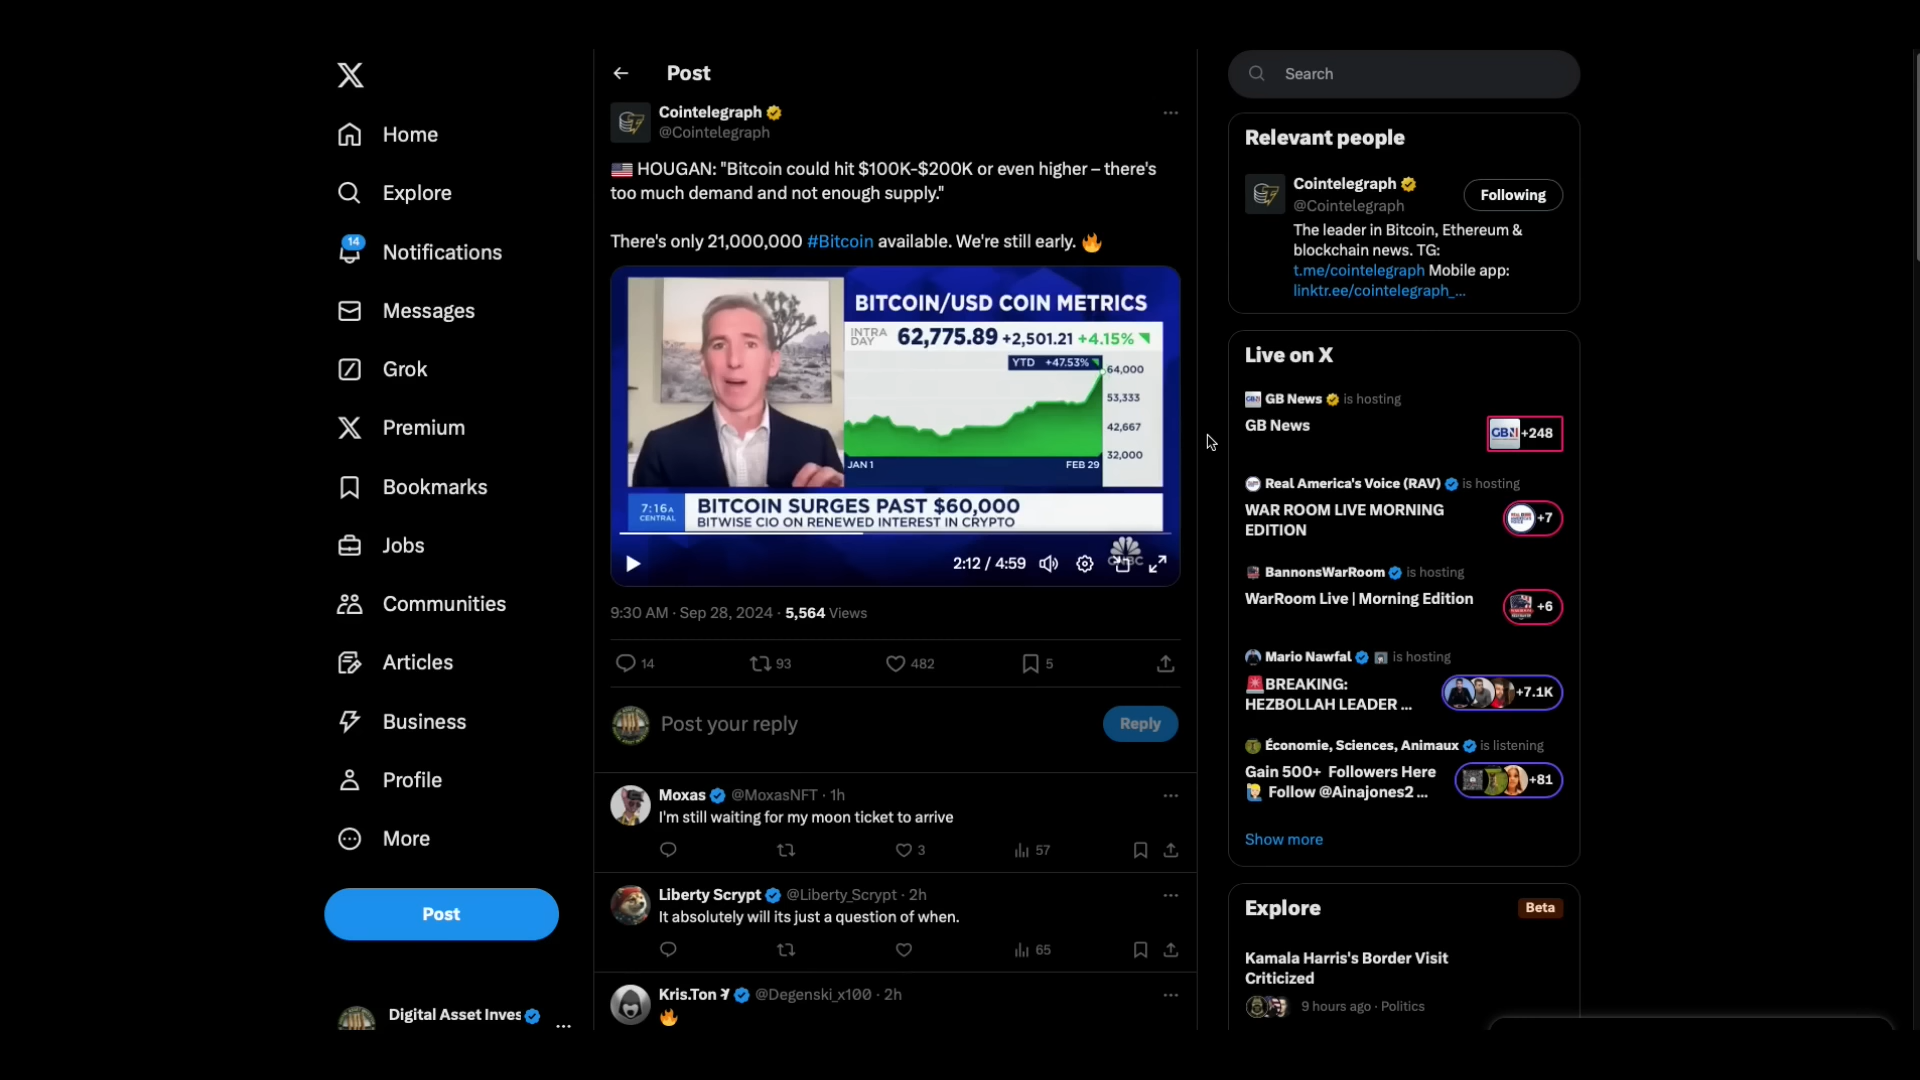 Home
Explore
14
Notifications
Messages
Grok
Premium
Bookmarks
Jobs
Communities
Articles
Business
Profile
More
Post
Digital Asset Inves
Post
Cointelegraph
@Cointelegraph
HOUGAN: "Bitcoin could hit $100K-$200K or even higher – there's
too much demand and not enough supply."
There's only 21,000,000 #Bitcoin available. We're still early. 🔥
BITCOIN/USD COIN METRICS
INTRA DAY 62,775.89 +2,501.21 +4.15%
YTD +47.53%
64,000
53,333
42,667
32,000
JAN 1 FEB 29
7:16A CENTRAL
BITCOIN SURGES PAST $60,000
BITWISE CIO ON RENEWED INTEREST IN CRYPTO
CNBC
2:12 / 4:59
9:30 AM · Sep 28, 2024 · 5,564 Views
14 93 482 5
Post your reply
Reply
Moxas @MoxasNFT · 1h
I'm still waiting for my moon ticket to arrive
3 57
Liberty Scrypt @Liberty_Scrypt · 2h
It absolutely will its just a question of when.
65
Kris.Ton @Degenski_x100 · 2h
🔥
Search
Relevant people
Cointelegraph
@Cointelegraph
Following
The leader in Bitcoin, Ethereum &
blockchain news. TG:
t.me/cointelegraph Mobile app:
linktr.ee/cointelegraph_…
Live on X
GB News is hosting
GB News
GBN +248
Real America's Voice (RAV) is hosting
WAR ROOM LIVE MORNING
EDITION
+7
BannonsWarRoom is hosting
WarRoom Live | Morning Edition
+6
Mario Nawfal is hosting
🚨BREAKING:
HEZBOLLAH LEADER ...
+7.1K
Économie, Sciences, Animaux is listening
Gain 500+ Followers Here
Follow @Ainajones2 ...
+81
Show more
Explore
Beta
Kamala Harris's Border Visit
Criticized
9 hours ago · Politics